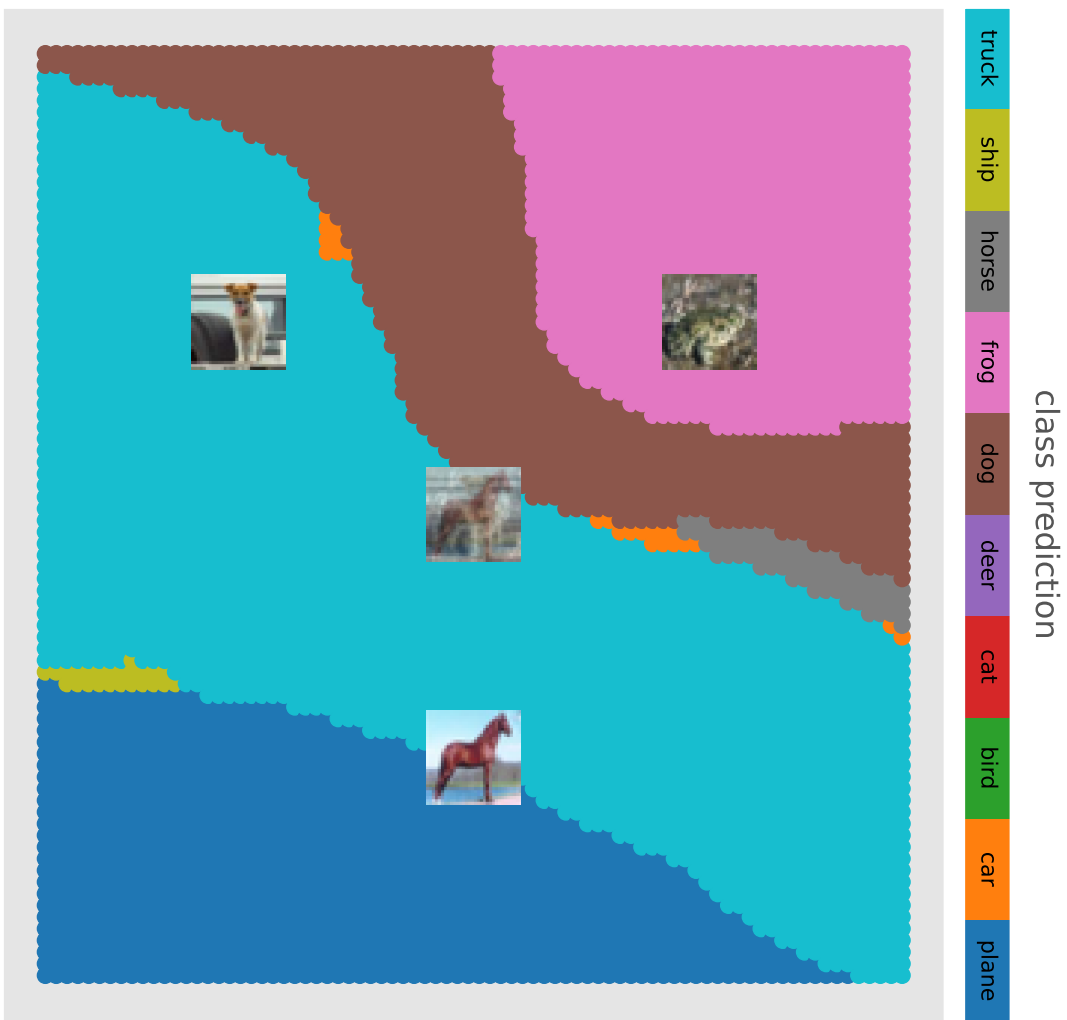 truck
ship
horse
frog
dog
deer
cat
bird
car
plane
class prediction